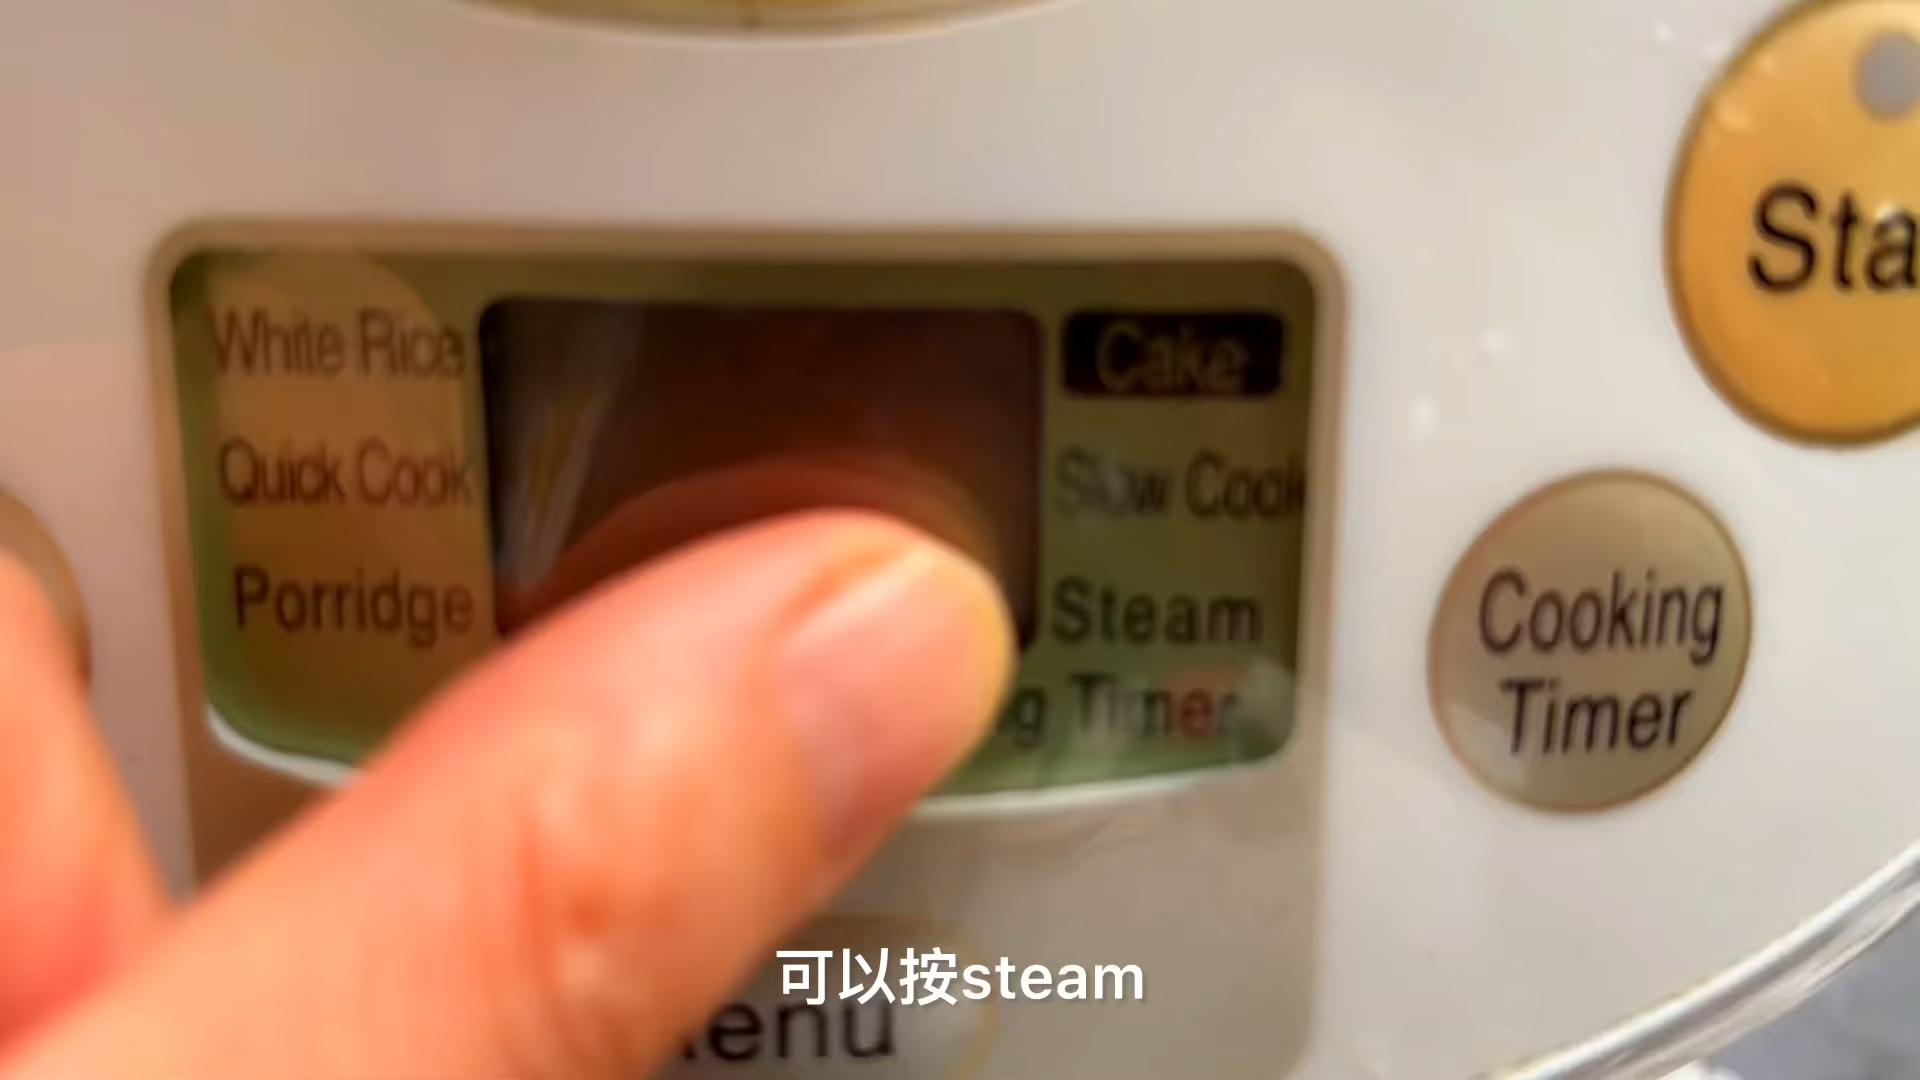 White Rice
Quick Cook
Porridge
Cake
Slow Cook
Steam
g Timer
Sta
Cooking
Timer
enu
可以按steam